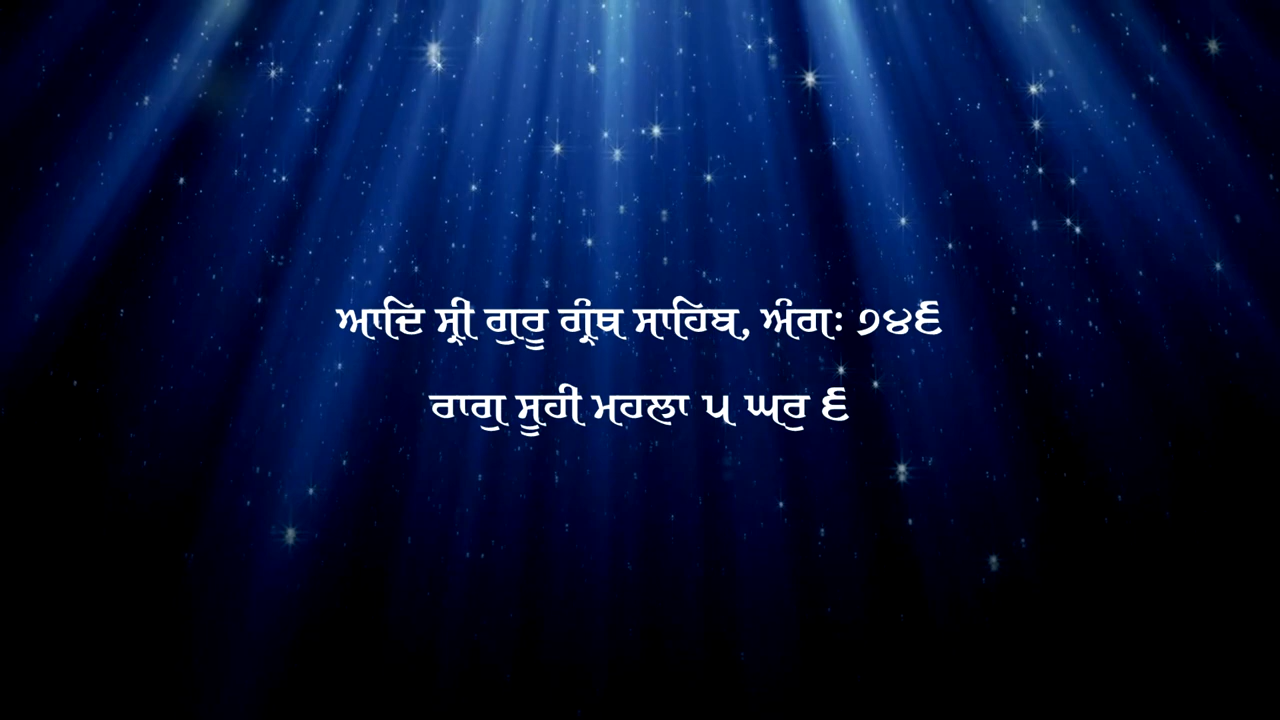 ਆਦਿ ਸ੍ਰੀ ਗੁਰੂ ਗ੍ਰੰਥ ਸਾਹਿਬ, ਅੰਗਃ ੭੪੬
ਰਾਗੁ ਸੂਹੀ ਮਹਲਾ ੫ ਘਰੁ ੬